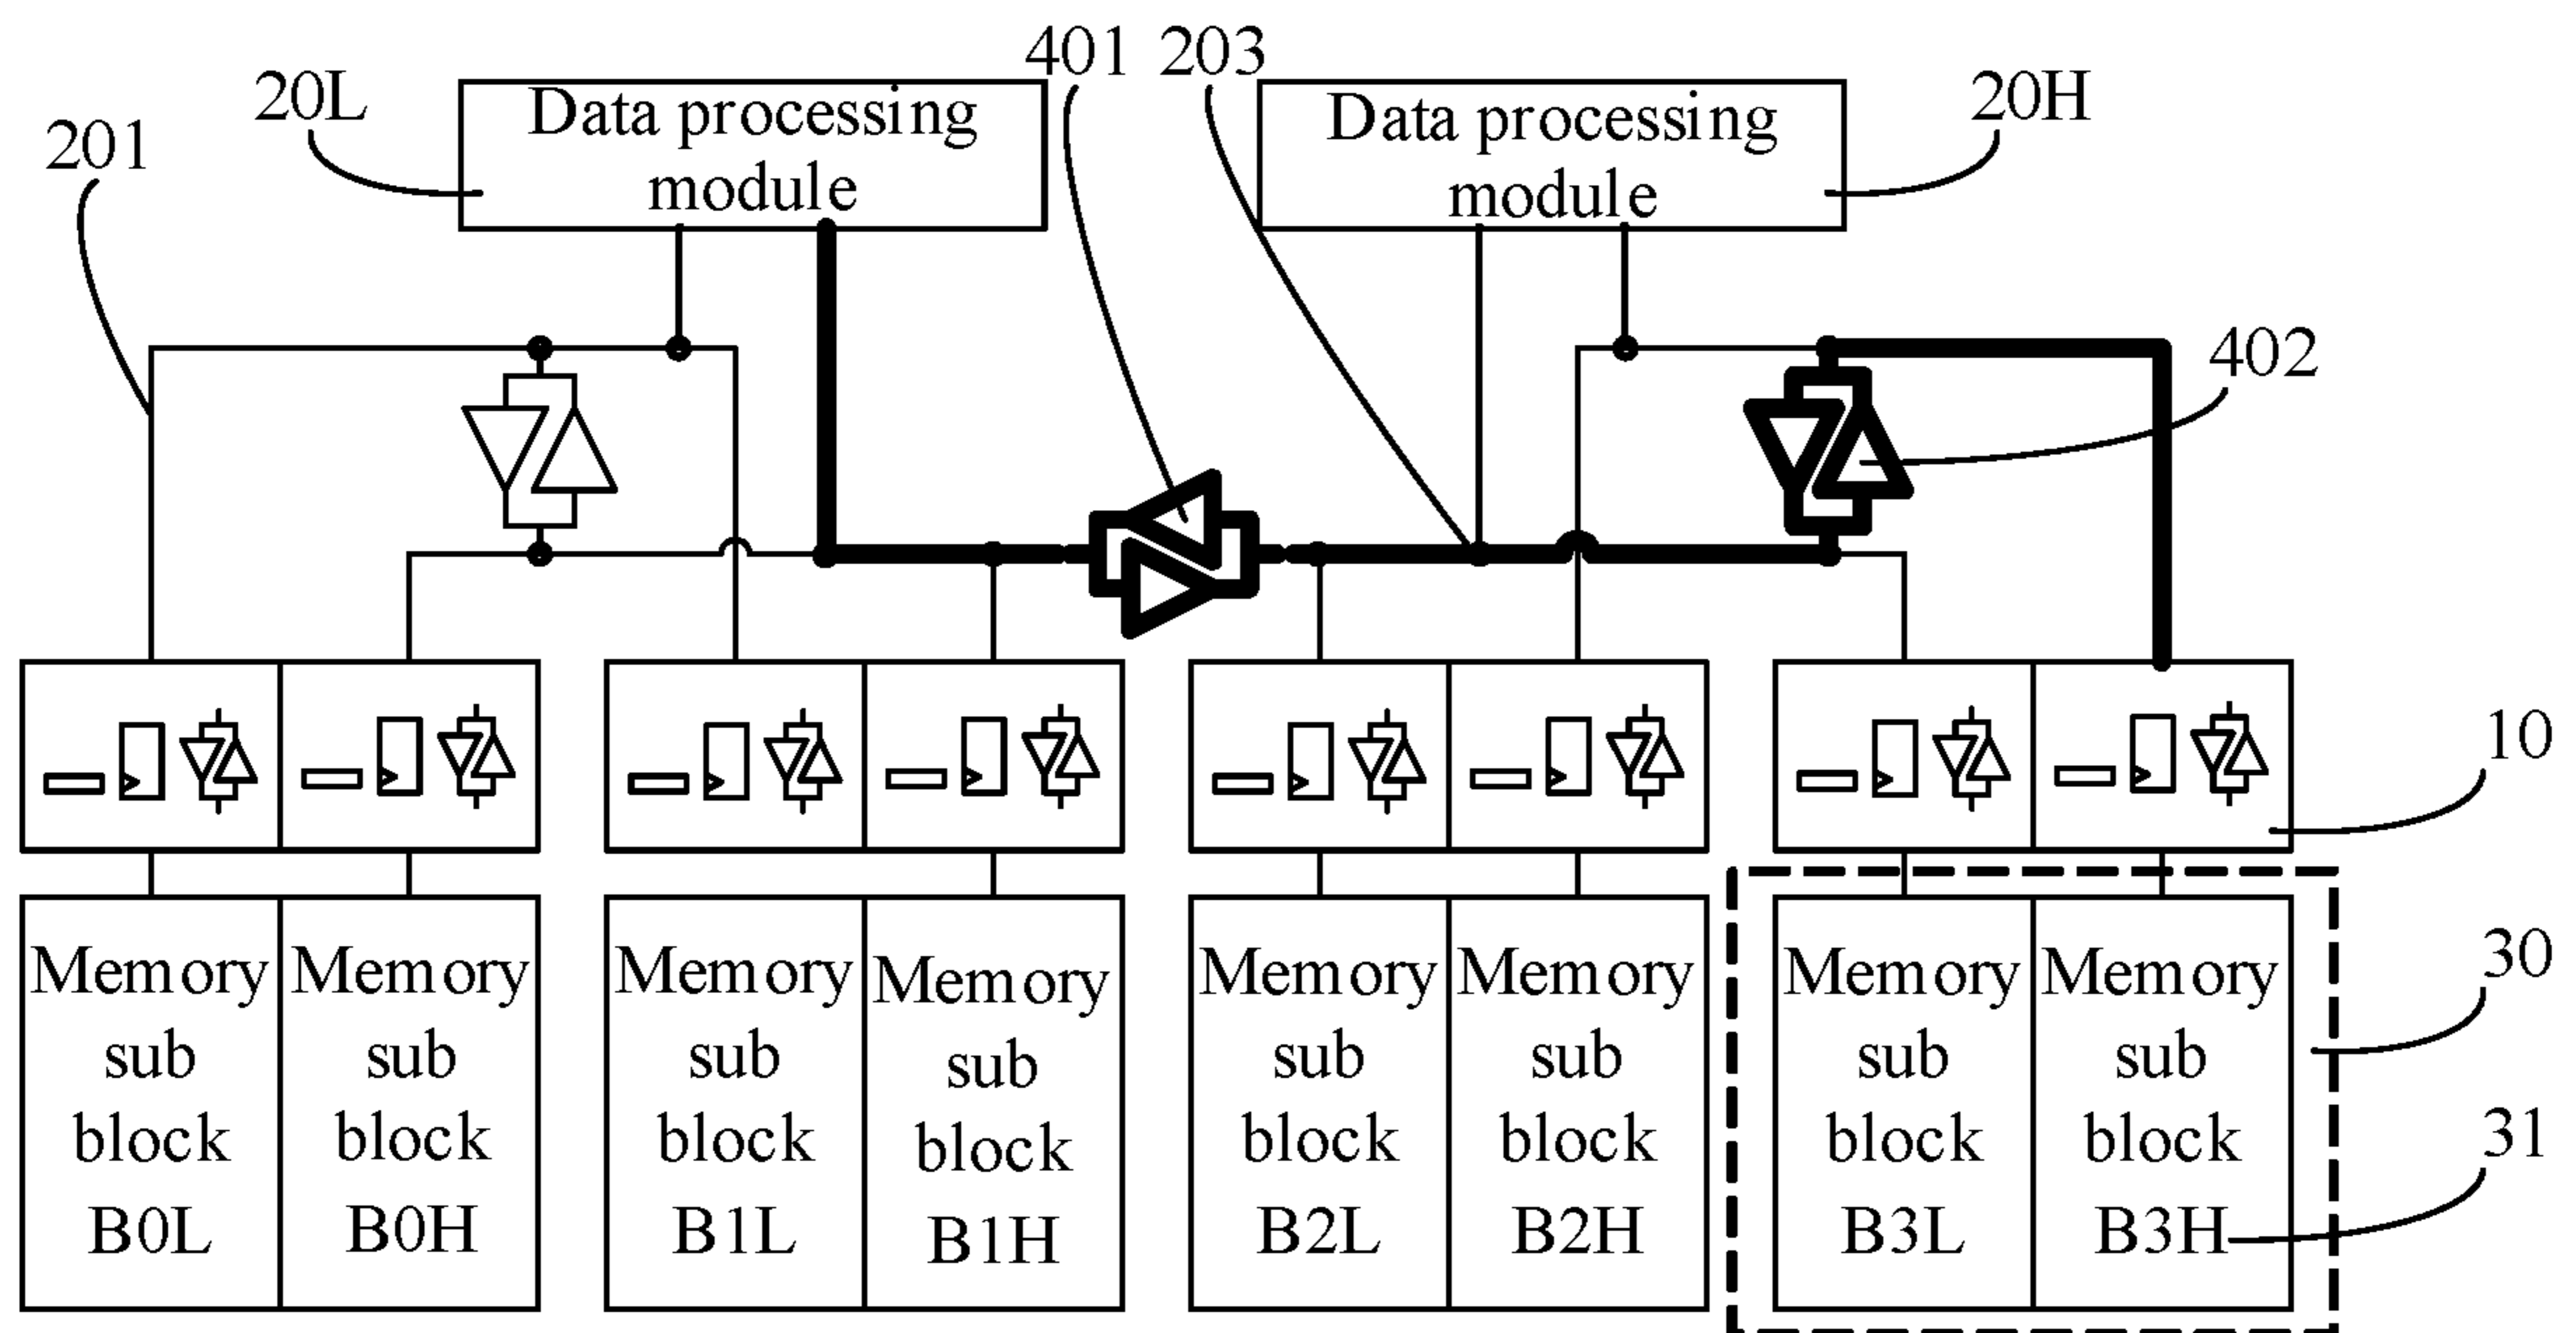 401 203
20L 20H
201
Data processing
module
Data processing
module
402
10
30
31
Memory
sub
block
B0L
Memory
sub
block
B0H
Memory
sub
block
B1L
Memory
sub
block
B1H
Memory
sub
block
B2L
Memory
sub
block
B2H
Memory
sub
block
B3L
Memory
sub
block
B3H